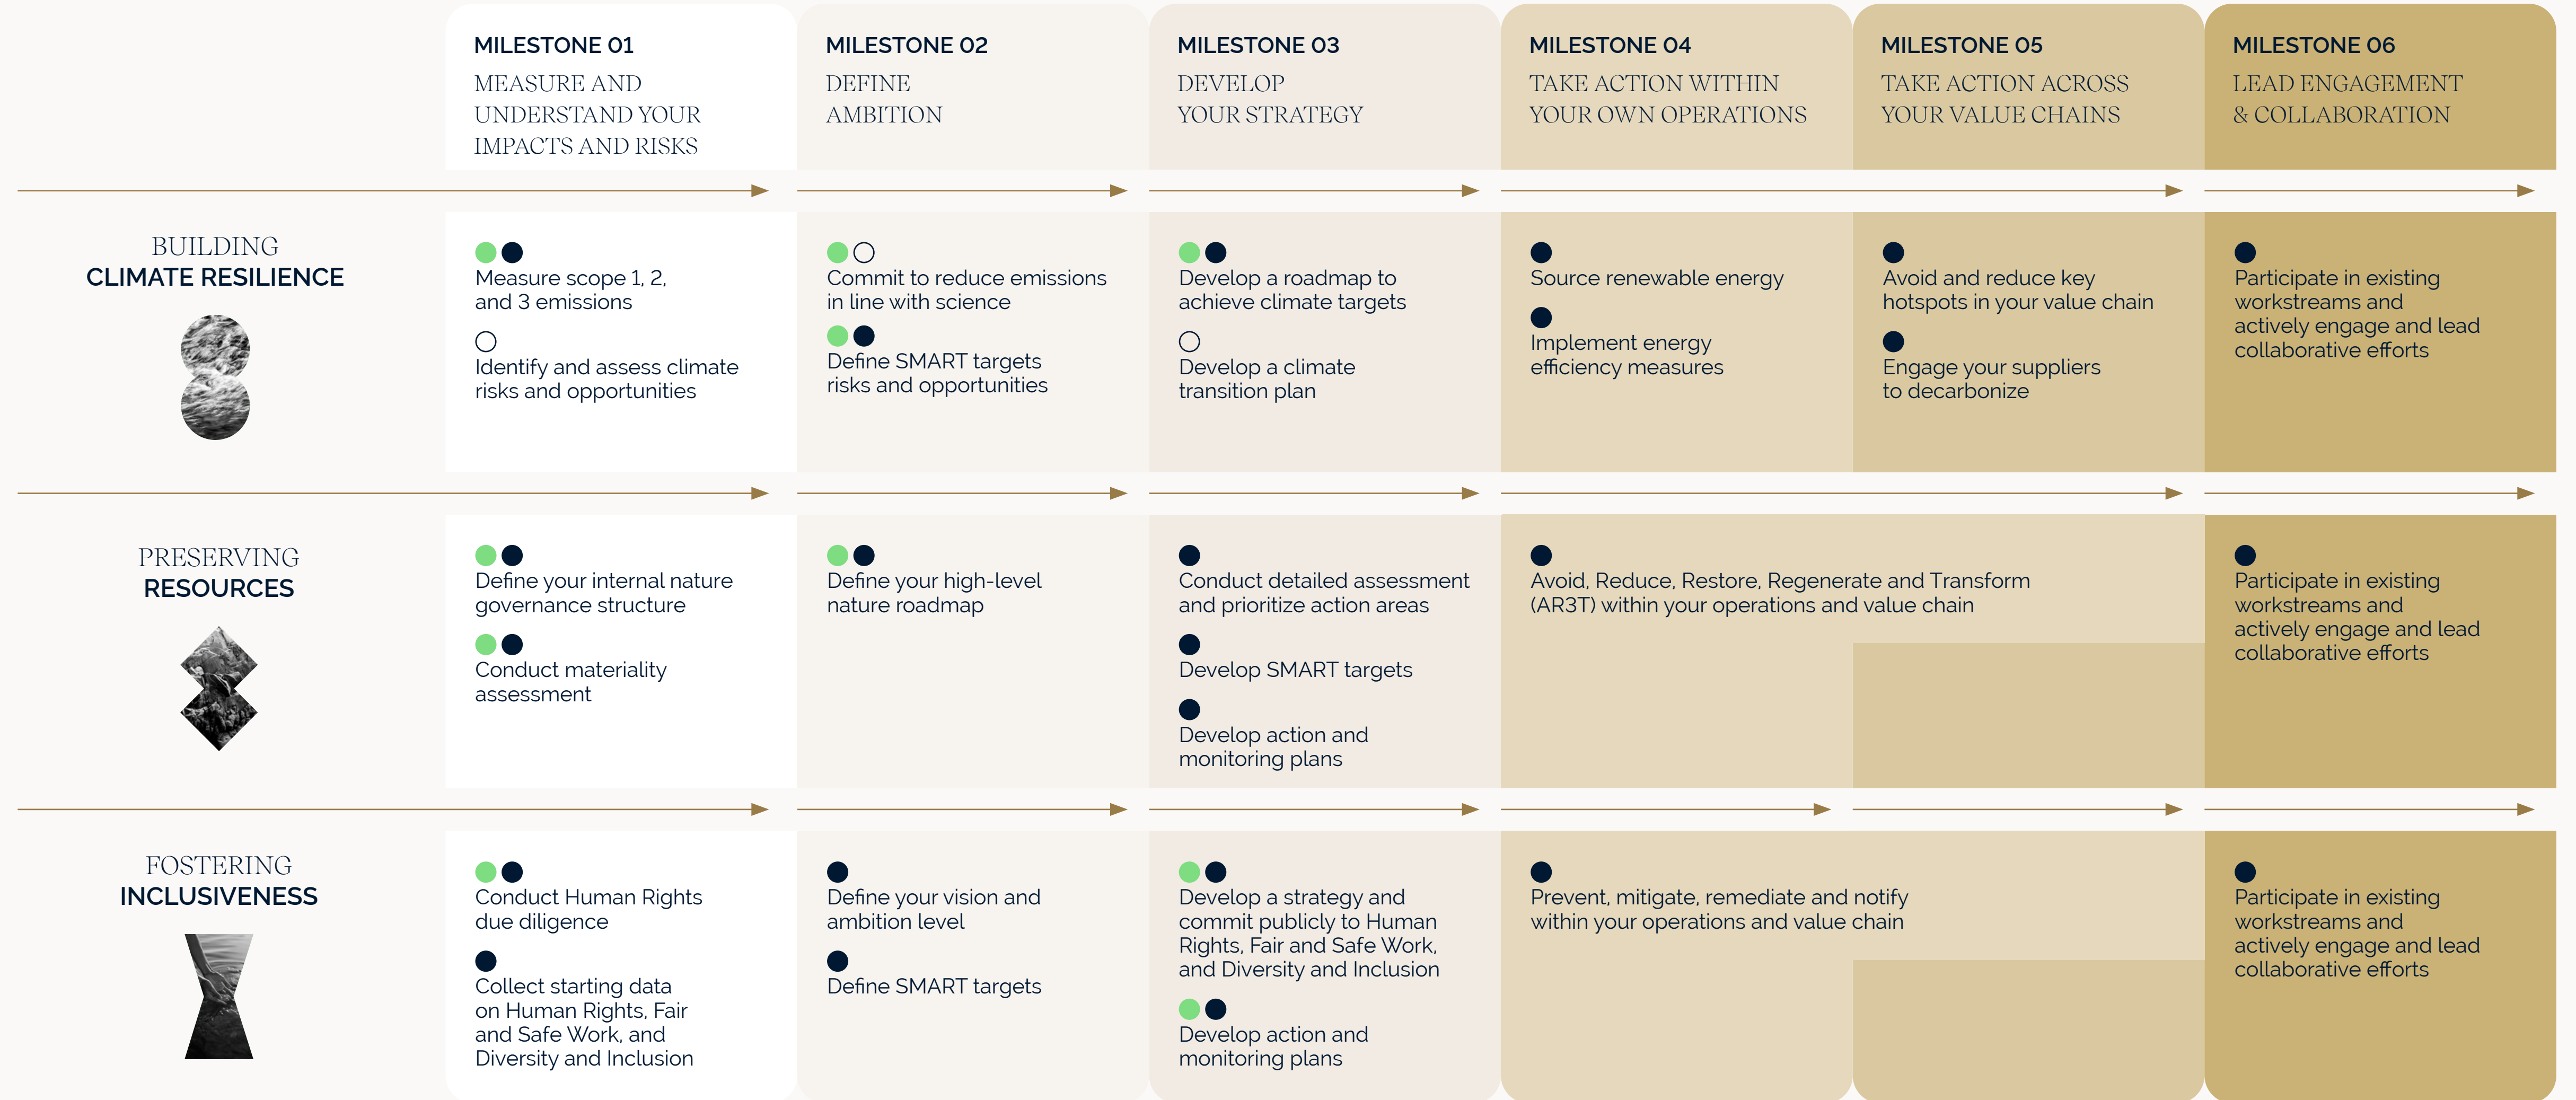 MILESTONE 01
MEASURE AND
UNDERSTAND YOUR
IMPACTS AND RISKS
MILESTONE 02
DEFINE
AMBITION
MILESTONE 03
DEVELOP
YOUR STRATEGY
MILESTONE 04
TAKE ACTION WITHIN
YOUR OWN OPERATIONS
MILESTONE 05
TAKE ACTION ACROSS
YOUR VALUE CHAINS
MILESTONE 06
LEAD ENGAGEMENT
& COLLABORATION
BUILDING
CLIMATE RESILIENCE
Measure scope 1, 2,
and 3 emissions
Identify and assess climate
risks and opportunities
Commit to reduce emissions
in line with science
Define SMART targets
risks and opportunities
Develop a roadmap to
achieve climate targets
Develop a climate
transition plan
Source renewable energy
Implement energy
efficiency measures
Avoid and reduce key
hotspots in your value chain
Engage your suppliers
to decarbonize
Participate in existing
workstreams and
actively engage and lead
collaborative efforts
PRESERVING
RESOURCES
Define your internal nature
governance structure
Conduct materiality
assessment
Define your high-level
nature roadmap
Conduct detailed assessment
and prioritize action areas
Develop SMART targets
Develop action and
monitoring plans
Avoid, Reduce, Restore, Regenerate and Transform
(AR3T) within your operations and value chain
Participate in existing
workstreams and
actively engage and lead
collaborative efforts
FOSTERING
INCLUSIVENESS
Conduct Human Rights
due diligence
Collect starting data
on Human Rights, Fair
and Safe Work, and
Diversity and Inclusion
Define your vision and
ambition level
Define SMART targets
Develop a strategy and
commit publicly to Human
Rights, Fair and Safe Work,
and Diversity and Inclusion
Develop action and
monitoring plans
Prevent, mitigate, remediate and notify
within your operations and value chain
Participate in existing
workstreams and
actively engage and lead
collaborative efforts